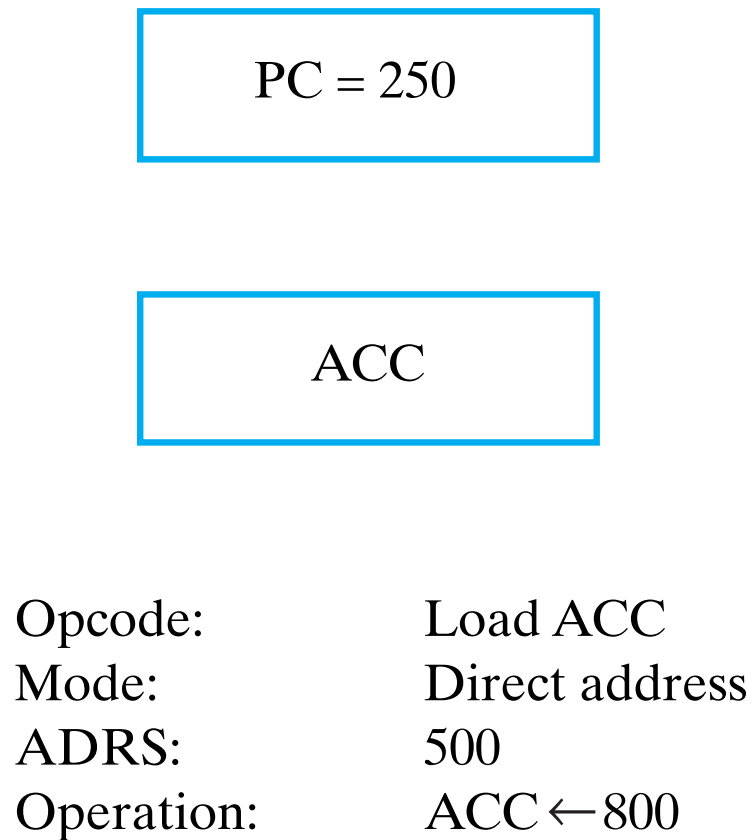 PC = 250
ACC
Opcode: Load ACC
Mode: Direct address
ADRS: 500
Operation: ACC ← 800